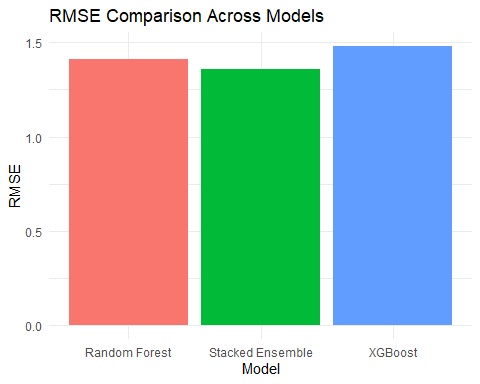 RMSE Comparison Across Models
1.5
1.0
0.5
0.0
RMSE
Random Forest Stacked Ensemble XGBoost
Model